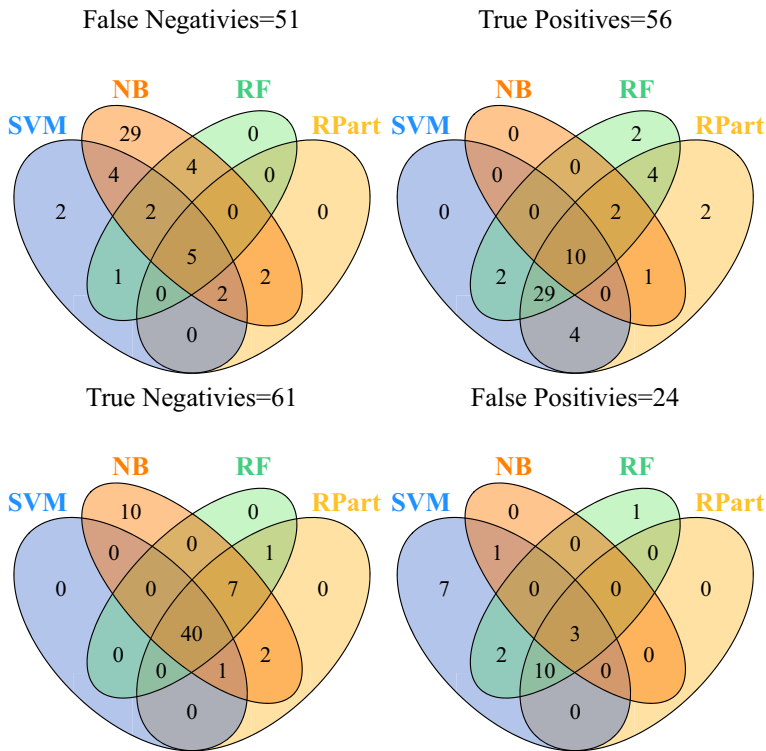 False Negativies=51
NB RF
SVM RPart
29 0
4 4 0
2 2 0 0
5
1 0 2 2
0
True Positives=56
NB RF
SVM RPart
0 2
0 0 4
0 0 2 2
10
2 29 0 1
4
True Negativies=61
NB RF
SVM RPart
10 0
0 0 1
0 0 7 0
40
0 0 1 2
0
False Positivies=24
NB RF
SVM RPart
0 1
1 0 0
7 0 0 0
3
2 10 0 0
0